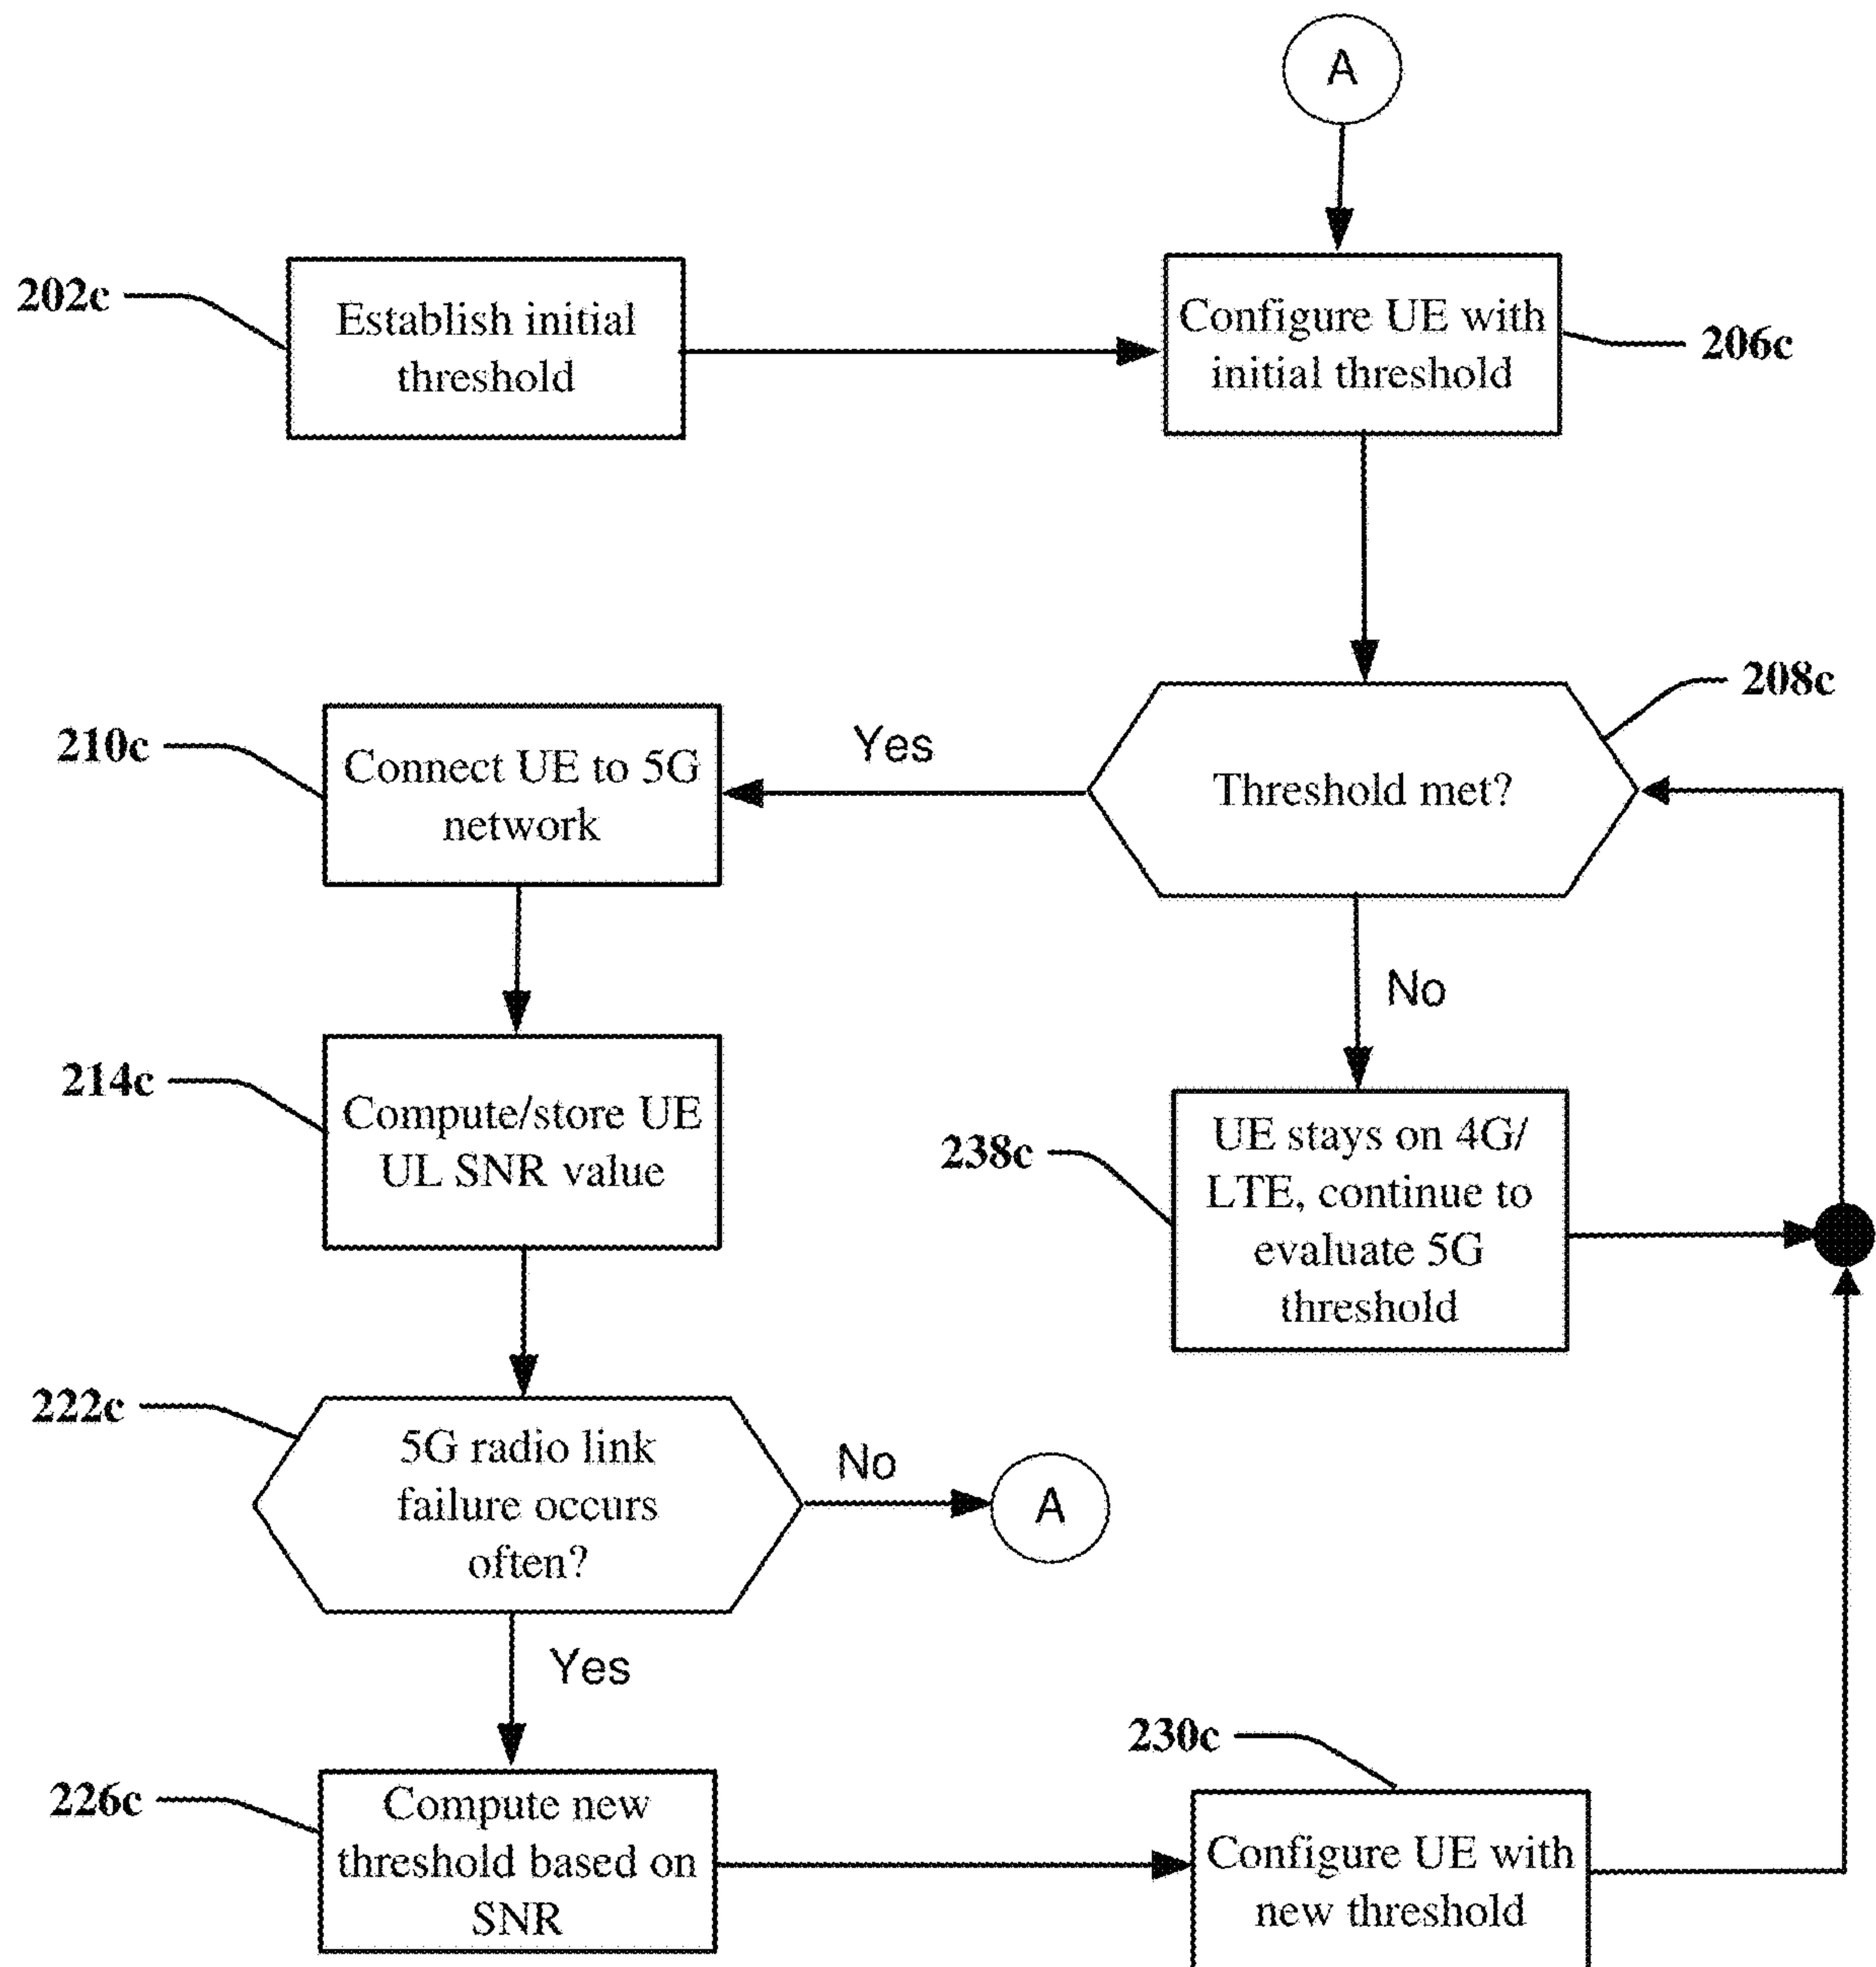 A
202c
Establish initial
threshold
Configure UE with
initial threshold
206c
208c
210c
Connect UE to 5G
network
Yes
Threshold met?
No
214c
Compute/store UE
UL SNR value
238c
UE stays on 4G/
LTE, continue to
evaluate 5G
threshold
222c
5G radio link
failure occurs
often?
No
A
Yes
230c
226c
Compute new
threshold based on
SNR
Configure UE with
new threshold